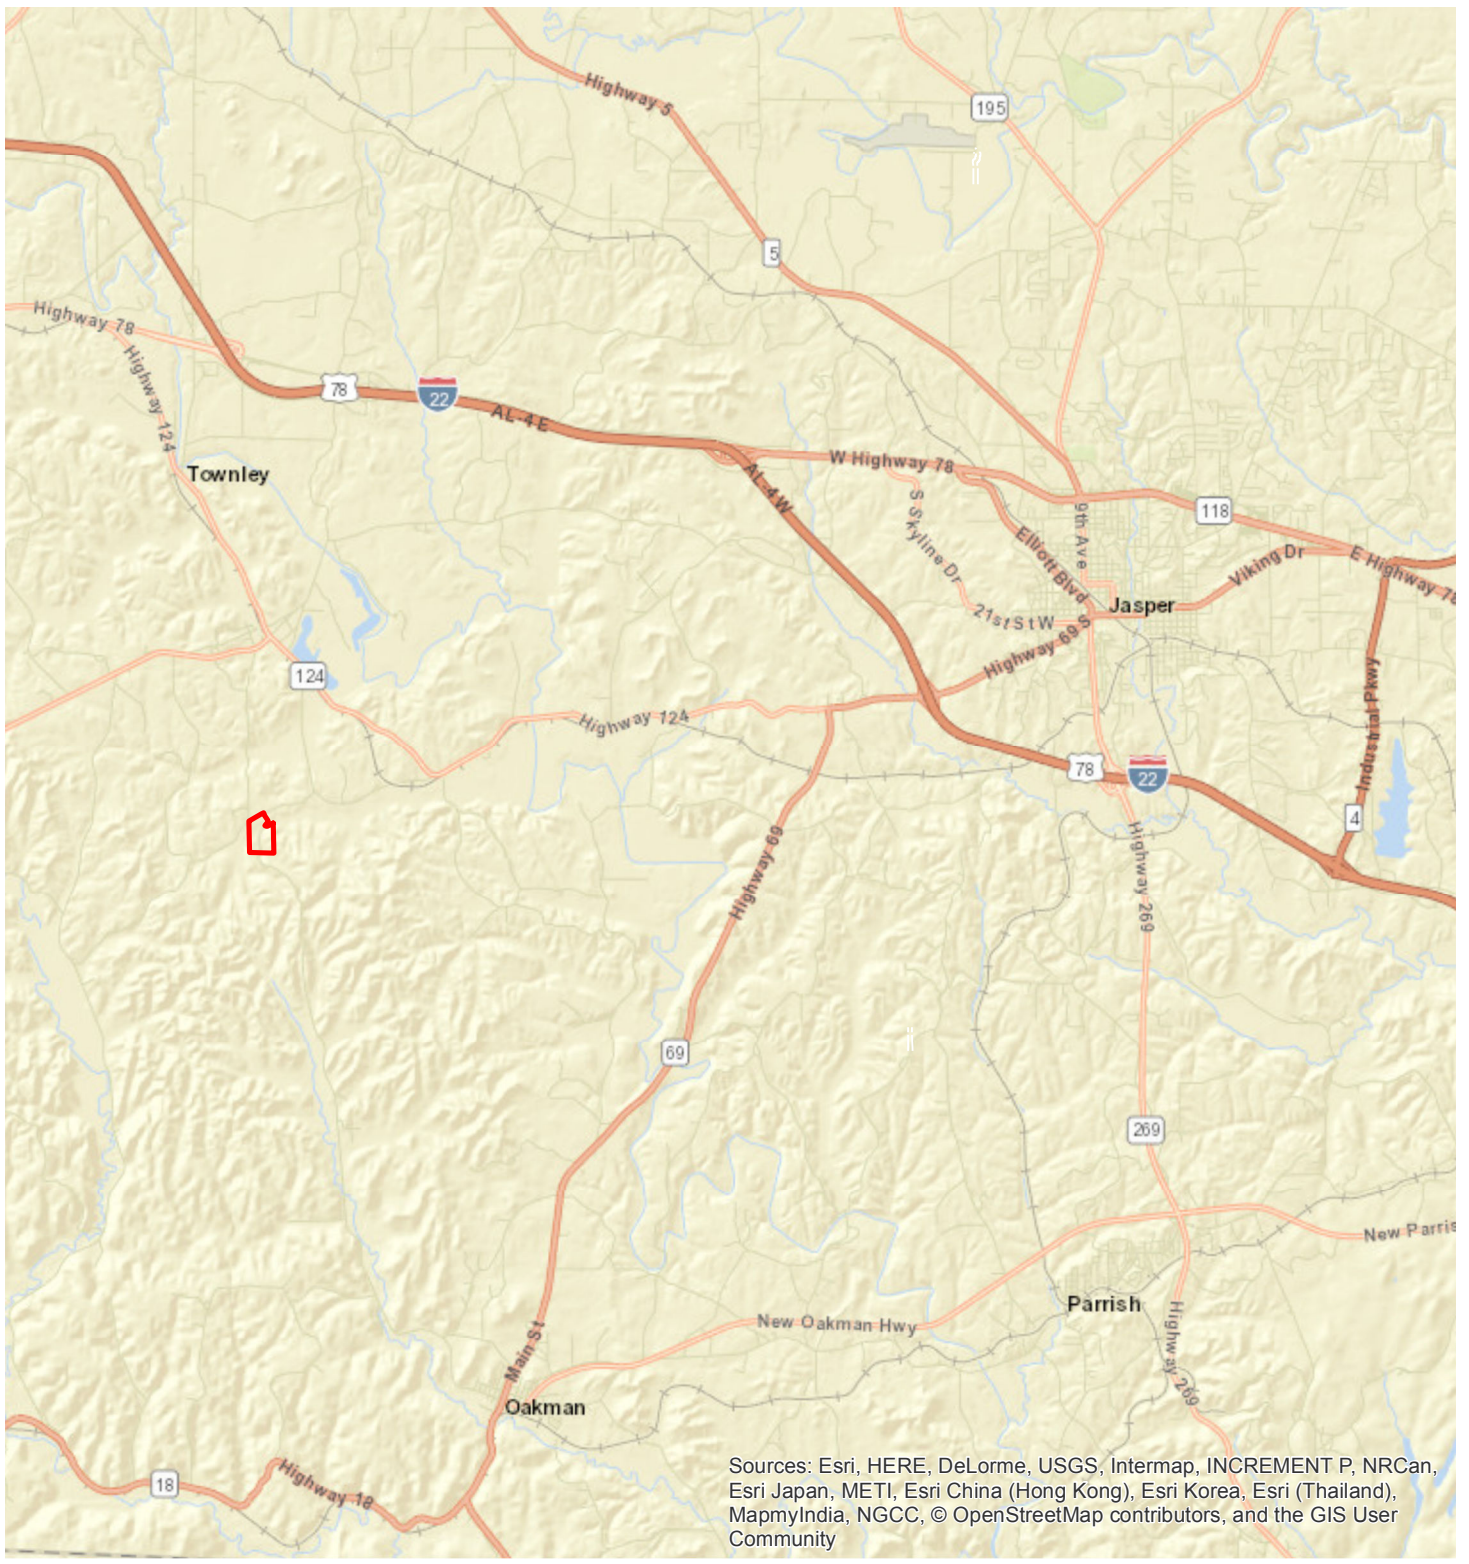 Highway 5
195
5
Highway 78
Highway 124
78
22
AL-4 E
W Highway 78
AL-4 W
Townley
S Skyline Dr
9th Ave
118
Elliott Blvd
Viking Dr
E Highway 78
Jasper
21st St W
Highway 69 S
124
Highway 124
Industrial Pkwy
78
22
4
Highway 69
Highway 269
69
269
New Parris
Parrish
New Oakman Hwy
Main St
Highway 269
Oakman
18
Highway 18
Sources: Esri, HERE, DeLorme, USGS, Intermap, INCREMENT P, NRCan,
Esri Japan, METI, Esri China (Hong Kong), Esri Korea, Esri (Thailand),
MapmyIndia, NGCC, © OpenStreetMap contributors, and the GIS User
Community